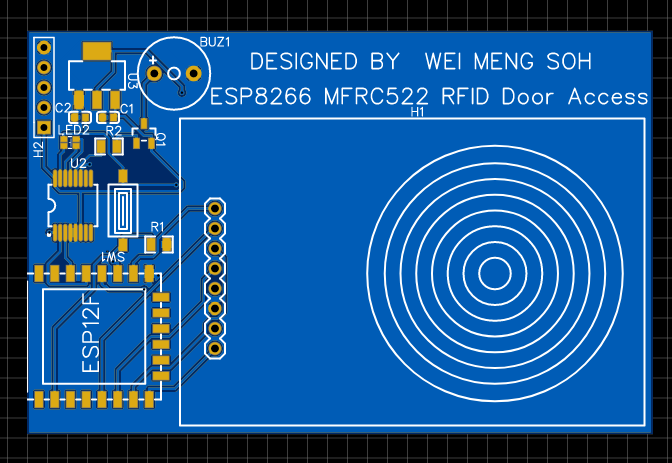 BUZ1
DESIGNED BY WEI MENG SOH
ESP8266 MFRC522 RFID Door Access
H1
U3
+
C2
C1
LED2
R2
Q1
H2
U2
R1
SW1
ESP12F